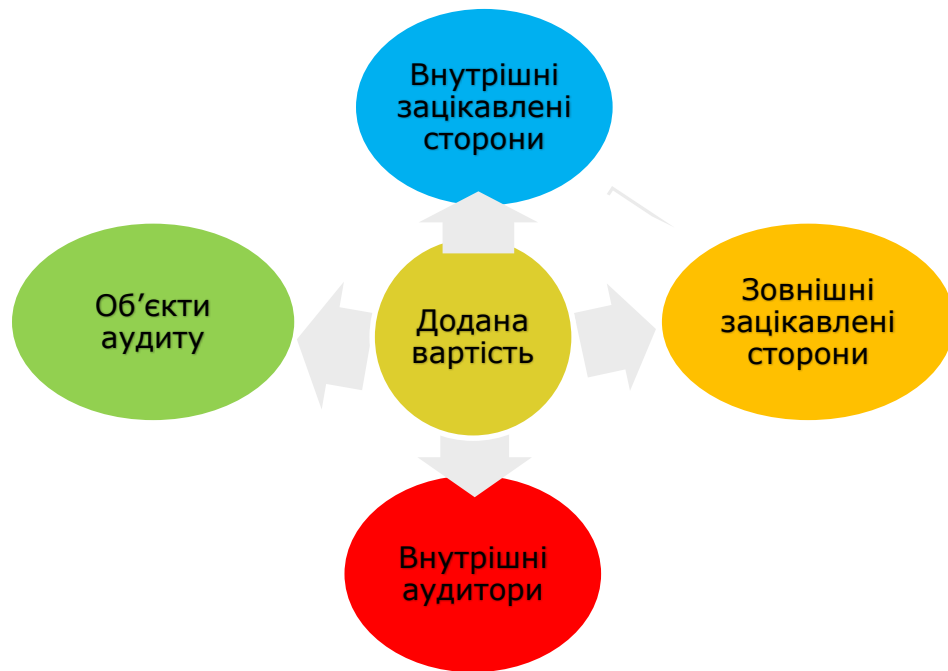 Внутрішні
зацікавлені
сторони
Об’єкти
аудиту
Додана
вартість
Зовнішні
зацікавлені
сторони
Внутрішні
аудитори